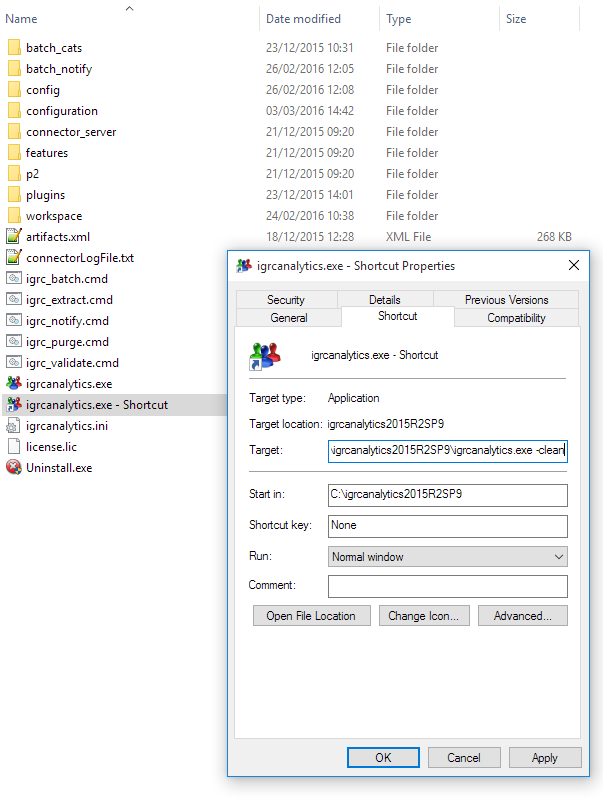 Name Date modified Type Size
batch_cats 23/12/2015 10:31 File folder
batch_notify 26/02/2016 12:05 File folder
config 26/02/2016 12:08 File folder
configuration 03/03/2016 14:42 File folder
connector_server 21/12/2015 09:20 File folder
features 21/12/2015 09:20 File folder
p2 21/12/2015 09:20 File folder
plugins 23/12/2015 14:01 File folder
workspace 24/02/2016 10:38 File folder
artifacts.xml 18/12/2015 12:28 XML File 268 KB
connectorLogFile.txt
igrc_batch.cmd
igrc_extract.cmd
igrc_notify.cmd
igrc_purge.cmd
igrc_validate.cmd
igrcanalytics.exe
igrcanalytics.exe - Shortcut
igrcanalytics.ini
license.lic
Uninstall.exe
igrcanalytics.exe - Shortcut Properties
Security Details Previous Versions
General Shortcut Compatibility
igrcanalytics.exe - Shortcut
Target type: Application
Target location: igrcanalytics2015R2SP9
Target: \igrcanalytics2015R2SP9\igrcanalytics.exe -clean
Start in: C:\igrcanalytics2015R2SP9
Shortcut key: None
Run: Normal window
Comment:
Open File Location Change Icon... Advanced...
OK Cancel Apply